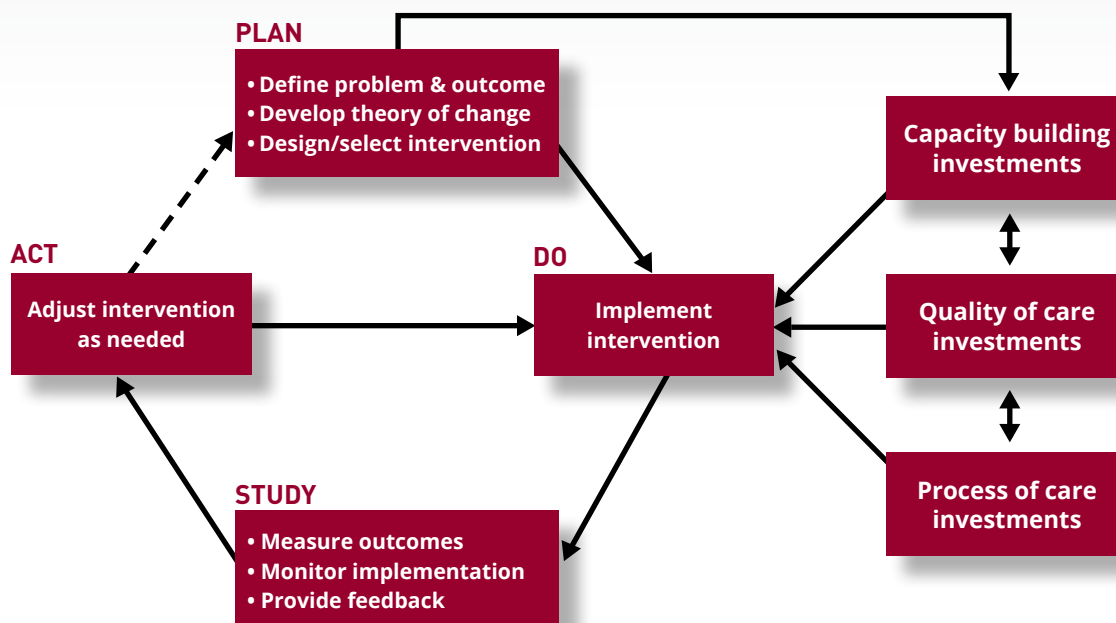 PLAN
• Define problem & outcome
• Develop theory of change
• Design/select intervention
Capacity building
investments
ACT
Adjust intervention
as needed
DO
Implement
intervention
Quality of care
investments
STUDY
• Measure outcomes
• Monitor implementation
• Provide feedback
Process of care
investments